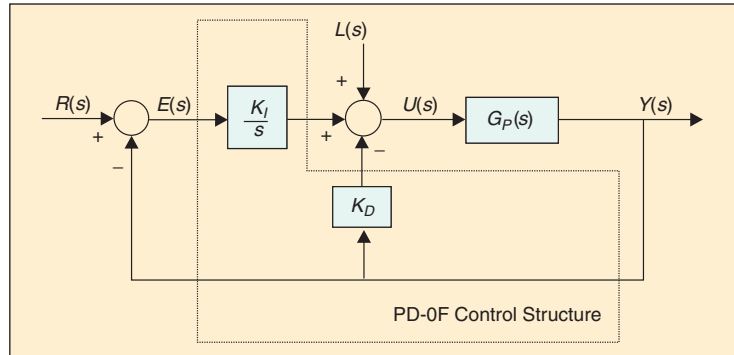 L(s)
+
R(s)
E(s)
K_I
s
U(s)
G_P(s)
Y(s)
+
+
−
−
K_D
PD-0F Control Structure